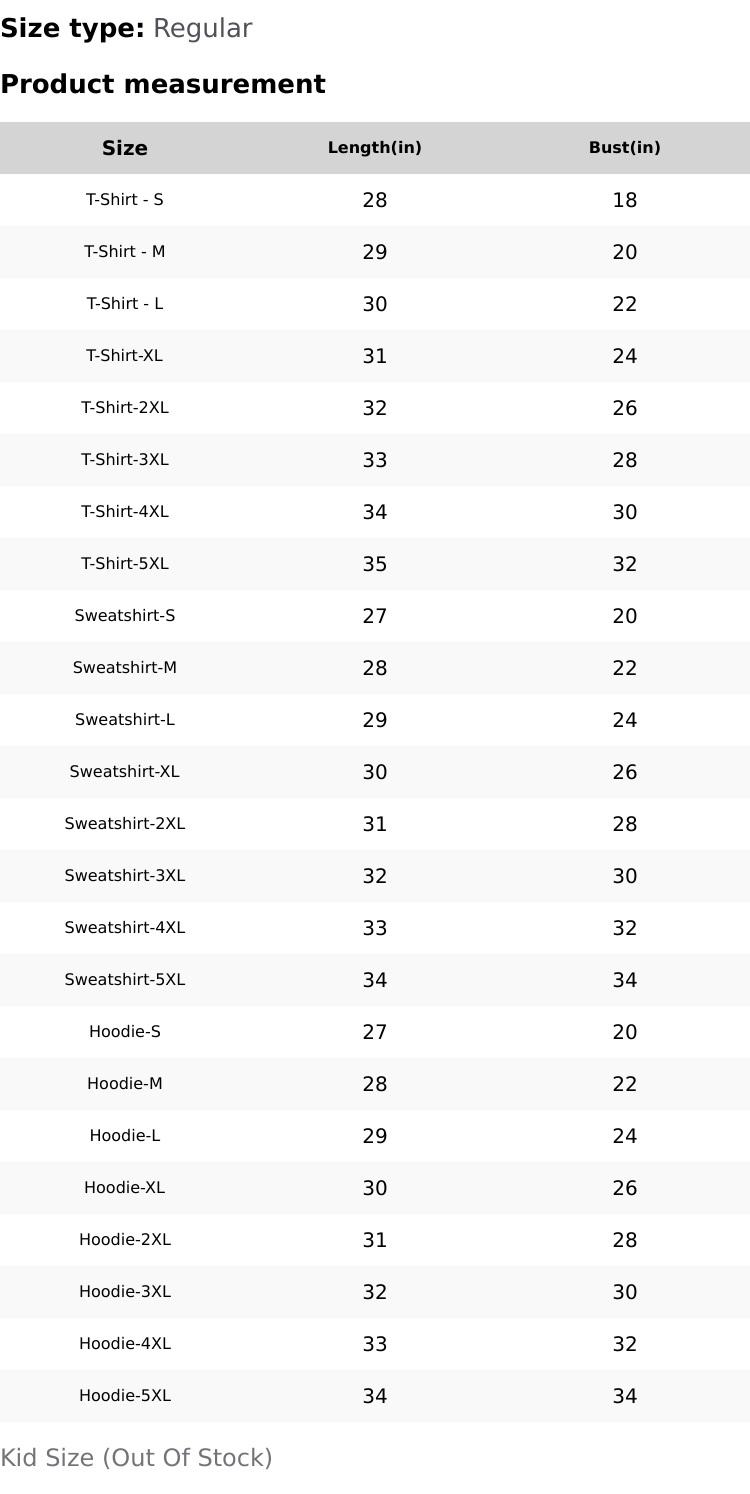 Size type: Regular
Product measurement
Size Length(in) Bust(in)
T-Shirt - S 28 18
T-Shirt - M 29 20
T-Shirt - L 30 22
T-Shirt-XL 31 24
T-Shirt-2XL 32 26
T-Shirt-3XL 33 28
T-Shirt-4XL 34 30
T-Shirt-5XL 35 32
Sweatshirt-S 27 20
Sweatshirt-M 28 22
Sweatshirt-L 29 24
Sweatshirt-XL 30 26
Sweatshirt-2XL 31 28
Sweatshirt-3XL 32 30
Sweatshirt-4XL 33 32
Sweatshirt-5XL 34 34
Hoodie-S 27 20
Hoodie-M 28 22
Hoodie-L 29 24
Hoodie-XL 30 26
Hoodie-2XL 31 28
Hoodie-3XL 32 30
Hoodie-4XL 33 32
Hoodie-5XL 34 34
Kid Size (Out Of Stock)